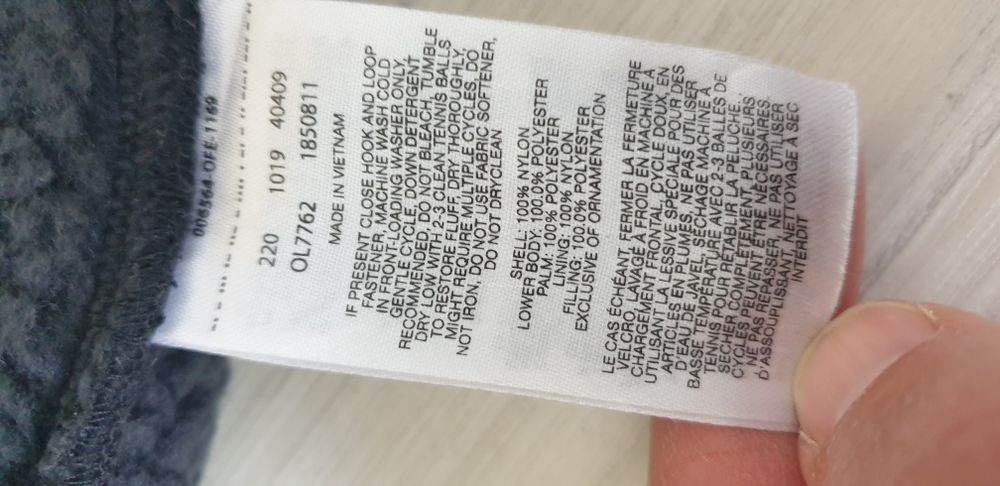 006564 OFF-1169
220 1019 40409
OL7762 1850811
MADE IN VIETNAM
IF PRESENT, CLOSE HOOK AND LOOP
FASTENER, MACHINE WASH COLD
IN FRONT-LOADING WASHER ONLY,
GENTLE CYCLE, DOWN DETERGENT
RECOMMENDED, DO NOT BLEACH, TUMBLE
DRY LOW WITH 2-3 CLEAN TENNIS BALLS
TO RESTORE FLUFF, DRY THOROUGHLY,
MIGHT REQUIRE MULTIPLE CYCLES, DO
NOT IRON, DO NOT USE FABRIC SOFTENER,
DO NOT DRYCLEAN
SHELL: 100% NYLON
LOWER BODY: 100.0% POLYESTER
PALM: 100% POLYESTER
LINING: 100% NYLON
FILLING: 100.0% POLYESTER
EXCLUSIVE OF ORNAMENTATION
LE CAS ÉCHÉANT, FERMER LA FERMETURE
VELCRO, LAVAGE À FROID EN MACHINE À
CHARGEMENT FRONTAL, CYCLE DOUX, EN
UTILISANT LA LESSIVE SPÉCIALE POUR DES
ARTICLES EN PLUMES, NE PAS UTILISER
D'EAU DE JAVEL, SÉCHAGE MACHINE À
BASSE TEMPÉRATURE AVEC 2-3 BALLES DE
TENNIS POUR RÉTABLIR LA PELUCHE,
SÉCHER COMPLÈTEMENT, PLUSIEURS
CYCLES PEUVENT ÊTRE NÉCESSAIRES.
NE PAS REPASSER, NE PAS UTILISER
D'ASSOUPLISSANT, NETTOYAGE À SEC
INTERDIT